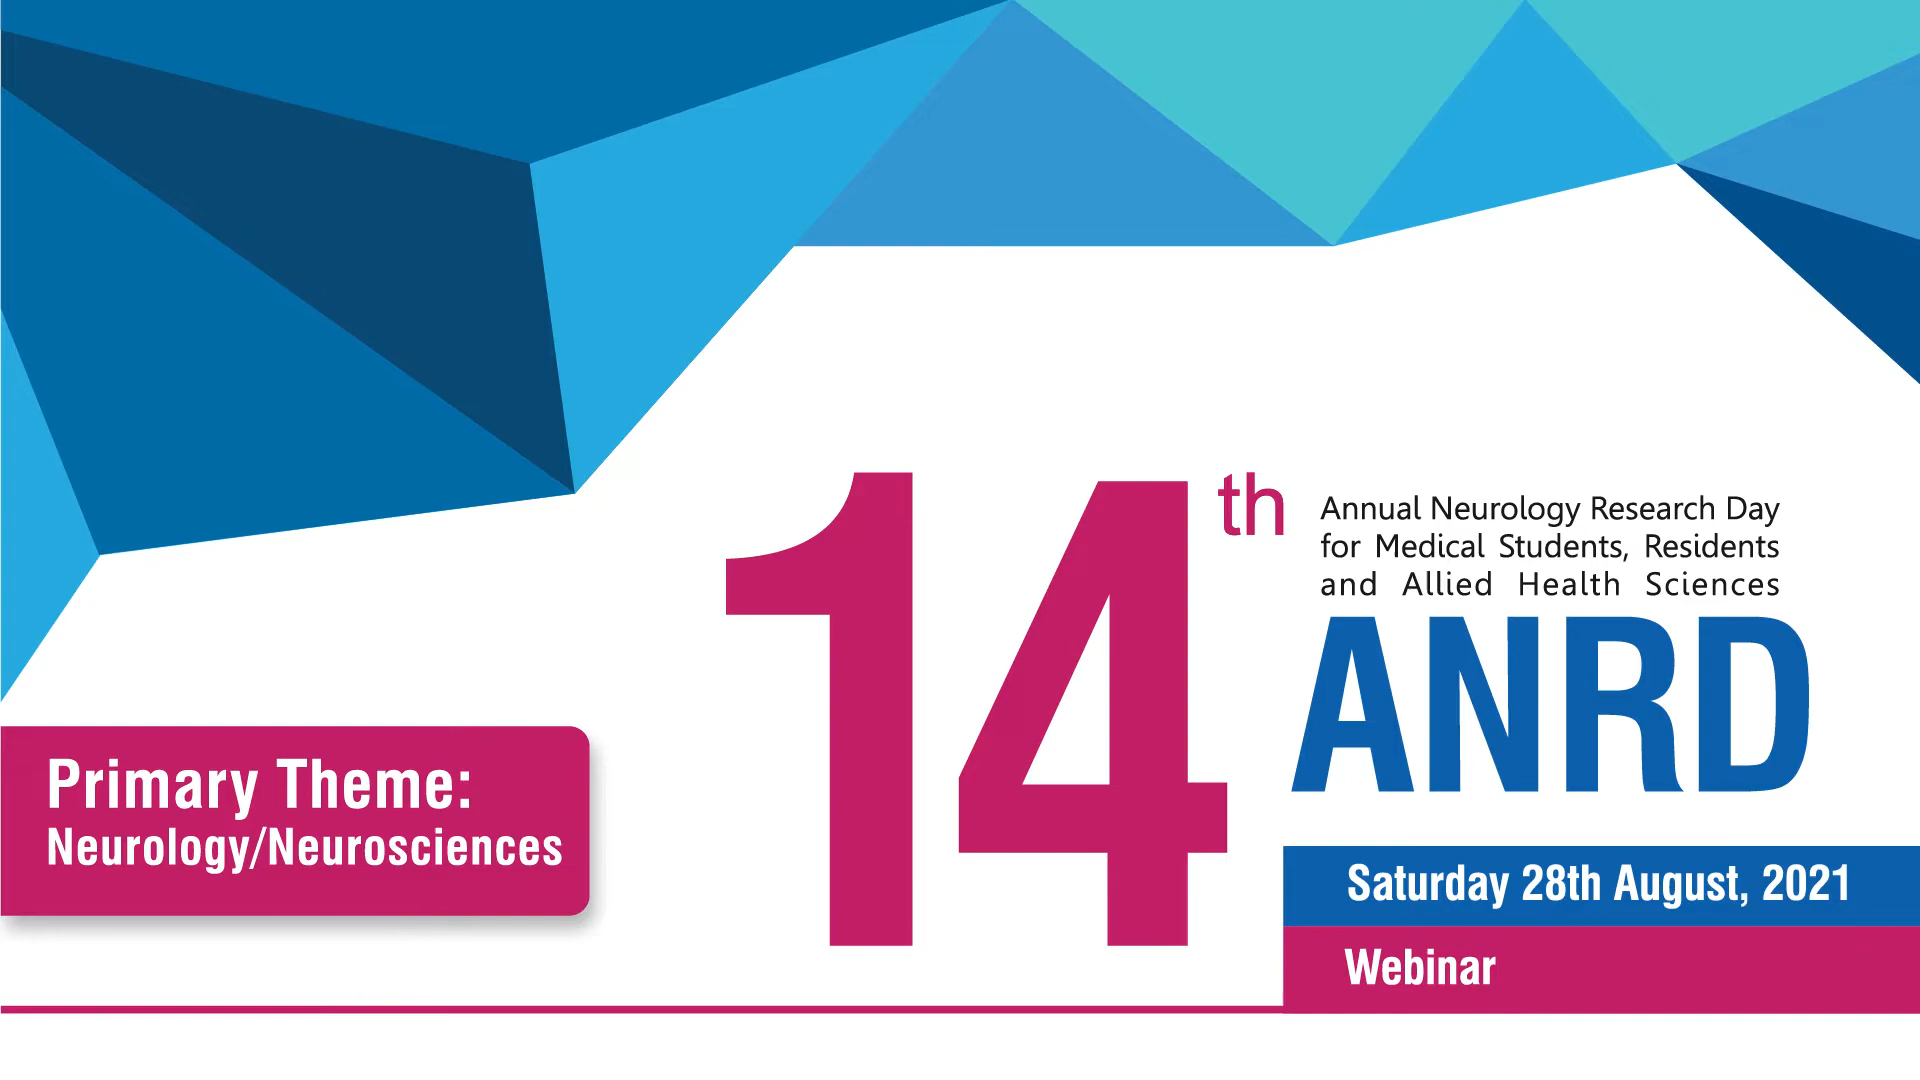 14th
Annual Neurology Research Day
for Medical Students, Residents
and Allied Health Sciences
ANRD
Primary Theme:
Neurology/Neurosciences
Saturday 28th August, 2021
Webinar